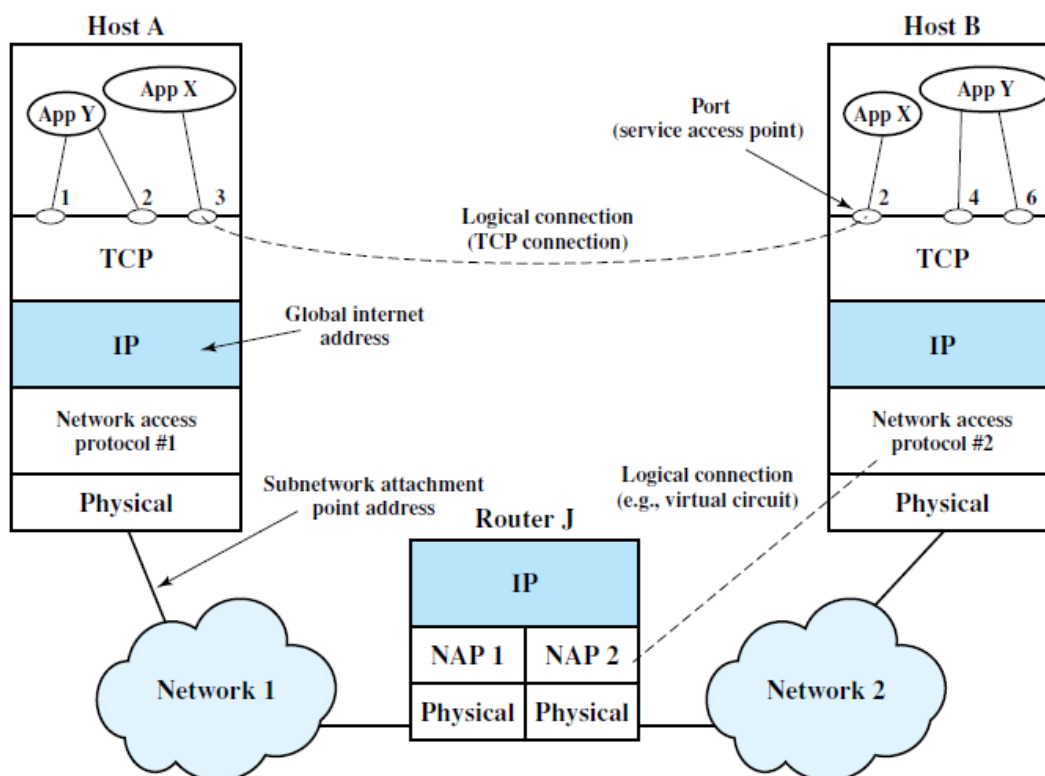 Host A
Host B
App X
App Y
Port
(service access point)
App X
App Y
1
2
3
2
4
6
Logical connection
(TCP connection)
TCP
TCP
Global internet
address
IP
IP
Network access
protocol #1
Network access
protocol #2
Subnetwork attachment
point address
Logical connection
(e.g., virtual circuit)
Physical
Physical
Router J
IP
NAP 1
NAP 2
Physical
Physical
Network 1
Network 2